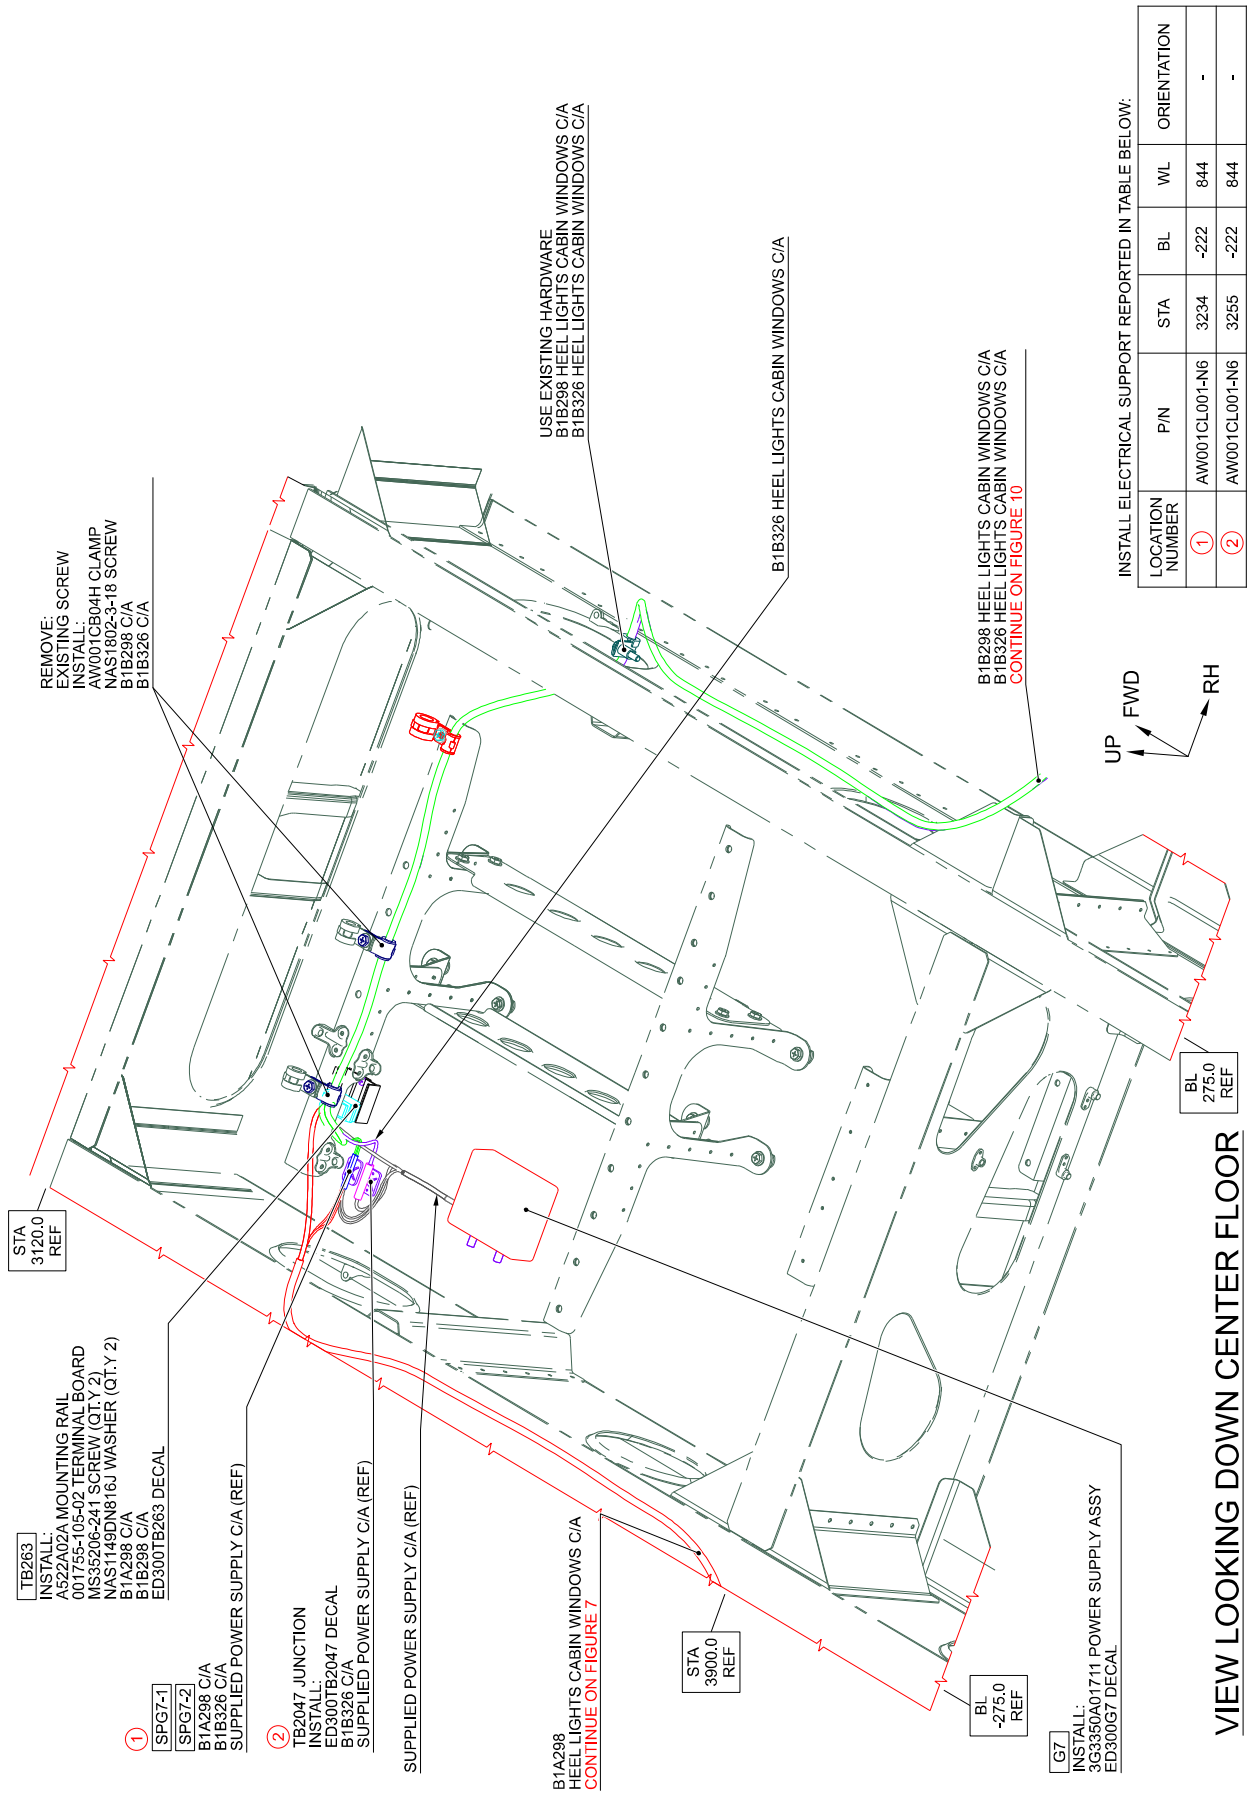 TB263
INSTALL:
A522A02A MOUNTING RAIL
001755-105-02 TERMINAL BOARD
MS35206-241 SCREW (QT.Y 2)
NAS1149DN816J WASHER (QT.Y 2)
B1A298 C/A
B1B298 C/A
ED300TB263 DECAL
1
SPG7-1
SPG7-2
B1A298 C/A
B1B326 C/A
SUPPLIED POWER SUPPLY C/A (REF)
2
TB2047 JUNCTION
INSTALL:
ED300TB2047 DECAL
B1B326 C/A
SUPPLIED POWER SUPPLY C/A (REF)
SUPPLIED POWER SUPPLY C/A (REF)
B1A298
HEEL LIGHTS CABIN WINDOWS C/A
CONTINUE ON FIGURE 7
STA
3120.0
REF
STA
3900.0
REF
BL
-275.0
REF
G7
INSTALL:
3G3350A01711 POWER SUPPLY ASSY
ED300G7 DECAL
REMOVE:
EXISTING SCREW
INSTALL:
AW001CB04H CLAMP
NAS1802-3-18 SCREW
B1B298 C/A
B1B326 C/A
USE EXISTING HARDWARE
B1B298 HEEL LIGHTS CABIN WINDOWS C/A
B1B326 HEEL LIGHTS CABIN WINDOWS C/A
B1B326 HEEL LIGHTS CABIN WINDOWS C/A
B1B298 HEEL LIGHTS CABIN WINDOWS C/A
B1B326 HEEL LIGHTS CABIN WINDOWS C/A
CONTINUE ON FIGURE 10
BL
275.0
REF
UP
FWD
RH
INSTALL ELECTRICAL SUPPORT REPORTED IN TABLE BELOW:
LOCATION NUMBER P/N STA BL WL ORIENTATION
1 AW001CL001-N6 3234 -222 844 -
2 AW001CL001-N6 3255 -222 844 -
VIEW LOOKING DOWN CENTER FLOOR